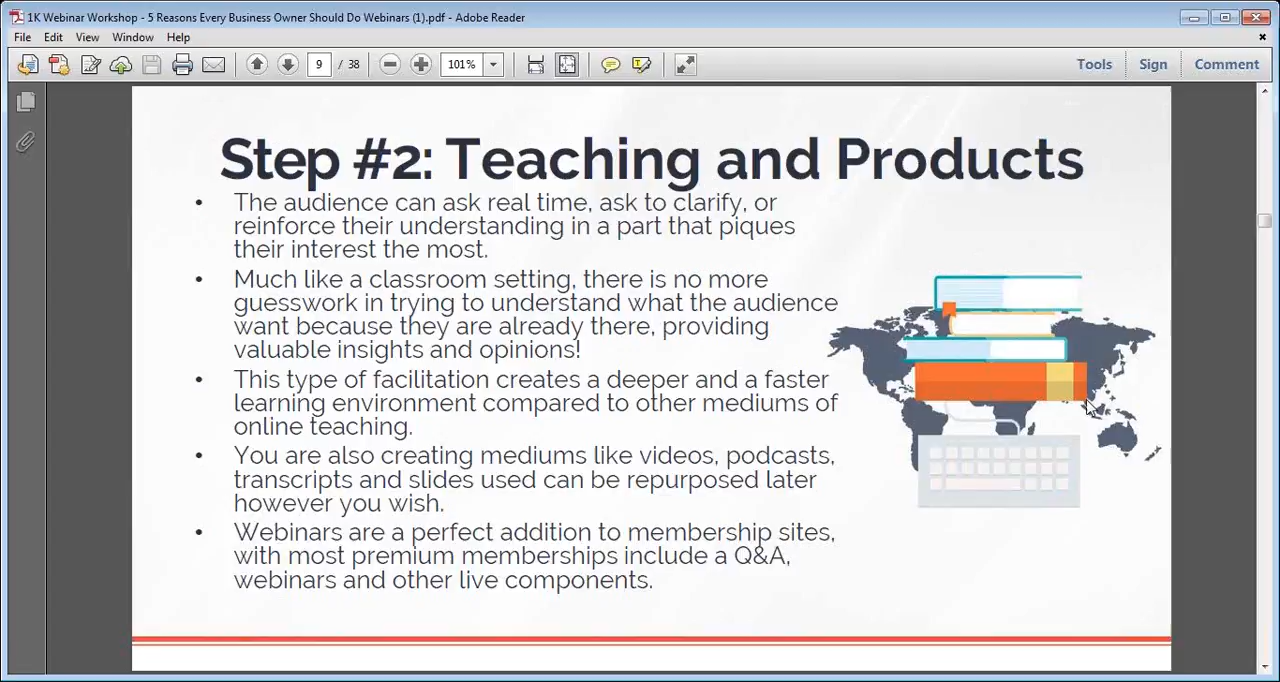 1K Webinar Workshop - 5 Reasons Every Business Owner Should Do Webinars (1).pdf - Adobe Reader
File Edit View Window Help
9 / 38 101% Tools Sign Comment
Step #2: Teaching and Products
• The audience can ask real time, ask to clarify, or
reinforce their understanding in a part that piques
their interest the most.
• Much like a classroom setting, there is no more
guesswork in trying to understand what the audience
want because they are already there, providing
valuable insights and opinions!
• This type of facilitation creates a deeper and a faster
learning environment compared to other mediums of
online teaching.
• You are also creating mediums like videos, podcasts,
transcripts and slides used can be repurposed later
however you wish.
• Webinars are a perfect addition to membership sites,
with most premium memberships include a Q&A,
webinars and other live components.